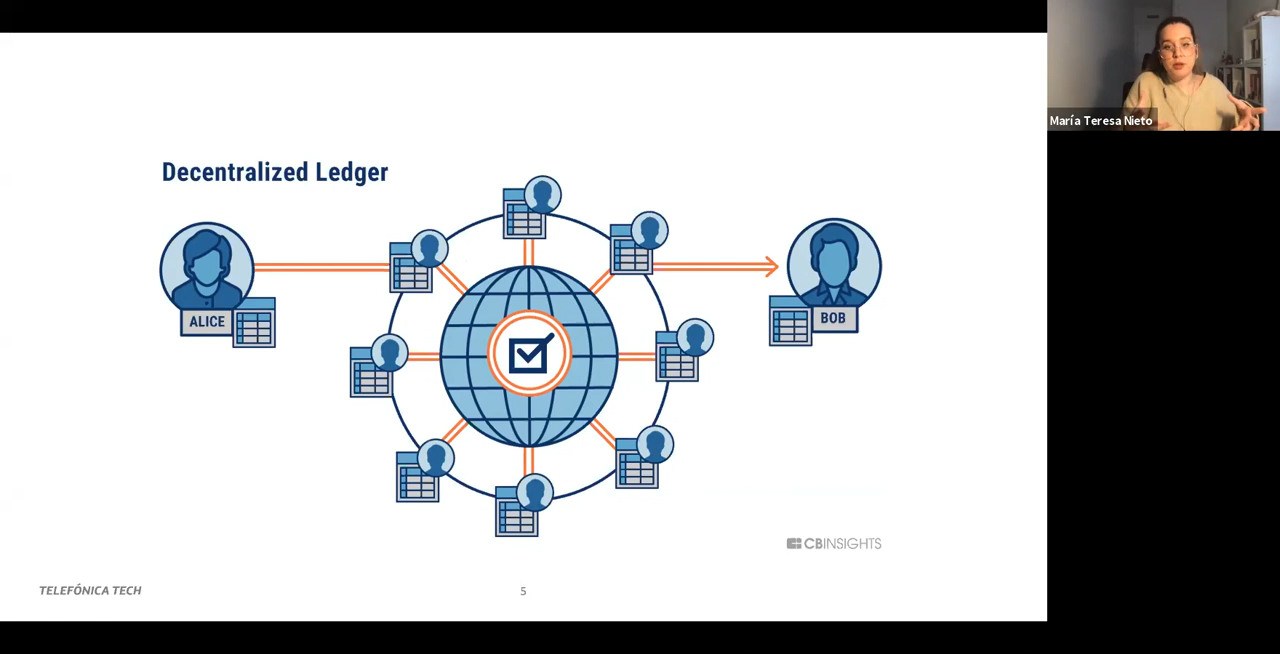 María Teresa Nieto
Decentralized Ledger
ALICE
BOB
CBINSIGHTS
TELEFÓNICA TECH
5